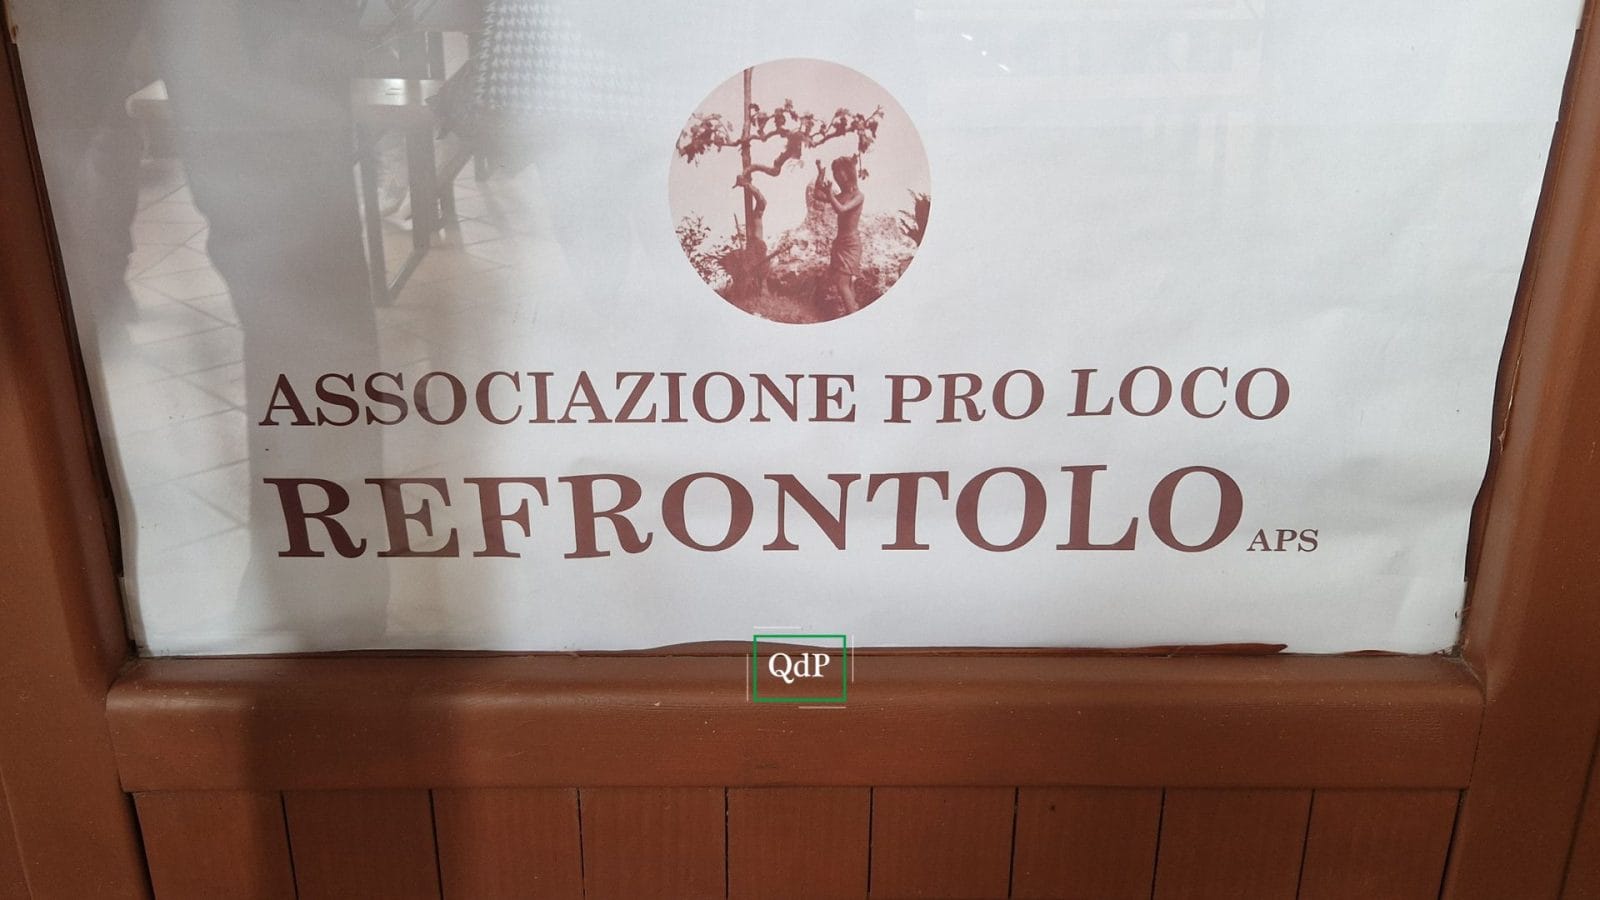 ASSOCIAZIONE PRO LOCO
REFRONTOLO APS
QdP